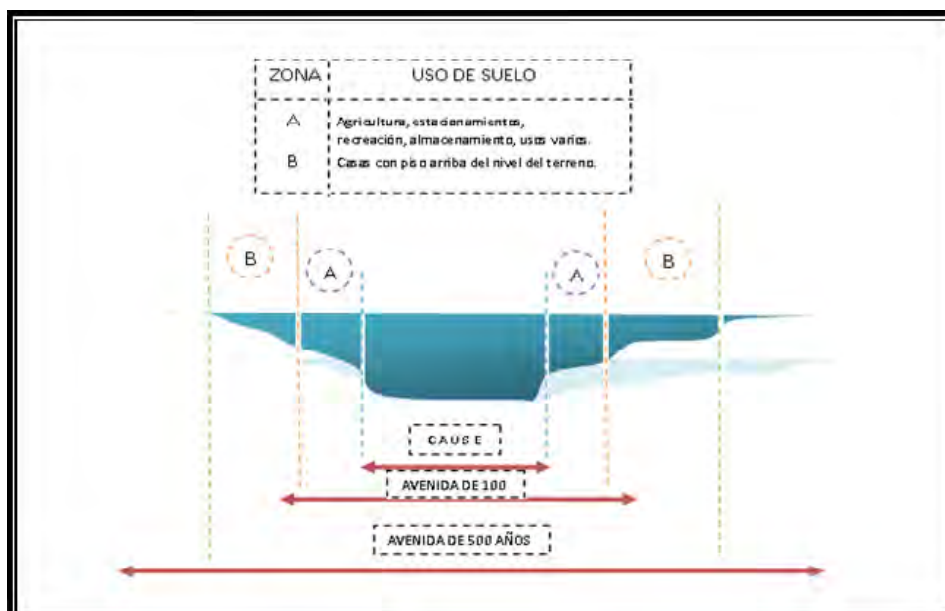 ZONA USO DE SUELO
A Agricultura, estacionamientos,
recreación, almacenamiento, usos varios.
B Casas con piso arriba del nivel del terreno.
B A A B
CAUSE
AVENIDA DE 100
AVENIDA DE 500 AÑOS